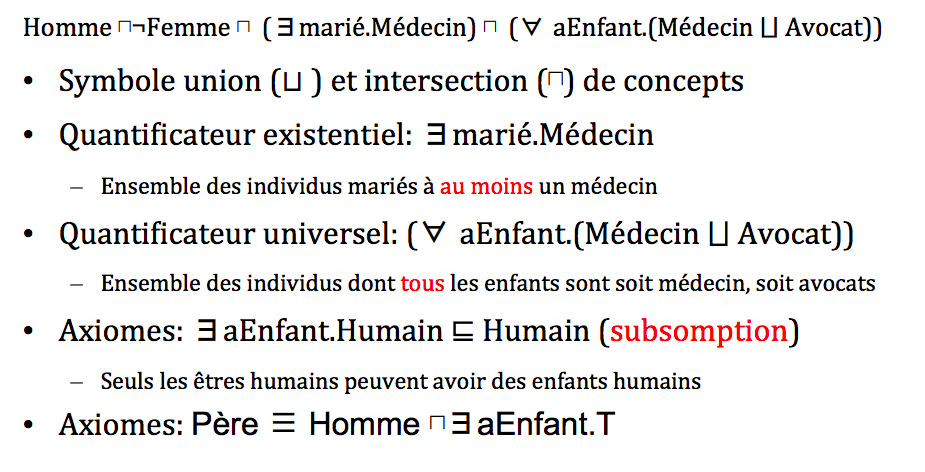 Homme ⊓¬Femme ⊓ (∃marié.Médecin) ⊓ (∀ aEnfant.(Médecin ⊔ Avocat))
• Symbole union (⊔ ) et intersection (⊓) de concepts
• Quantificateur existentiel: ∃marié.Médecin
– Ensemble des individus mariés à au moins un médecin
• Quantificateur universel: (∀ aEnfant.(Médecin ⊔ Avocat))
– Ensemble des individus dont tous les enfants sont soit médecin, soit avocats
• Axiomes: ∃aEnfant.Humain ⊑ Humain (subsomption)
– Seuls les êtres humains peuvent avoir des enfants humains
• Axiomes: Père ≡ Homme ⊓∃aEnfant.T